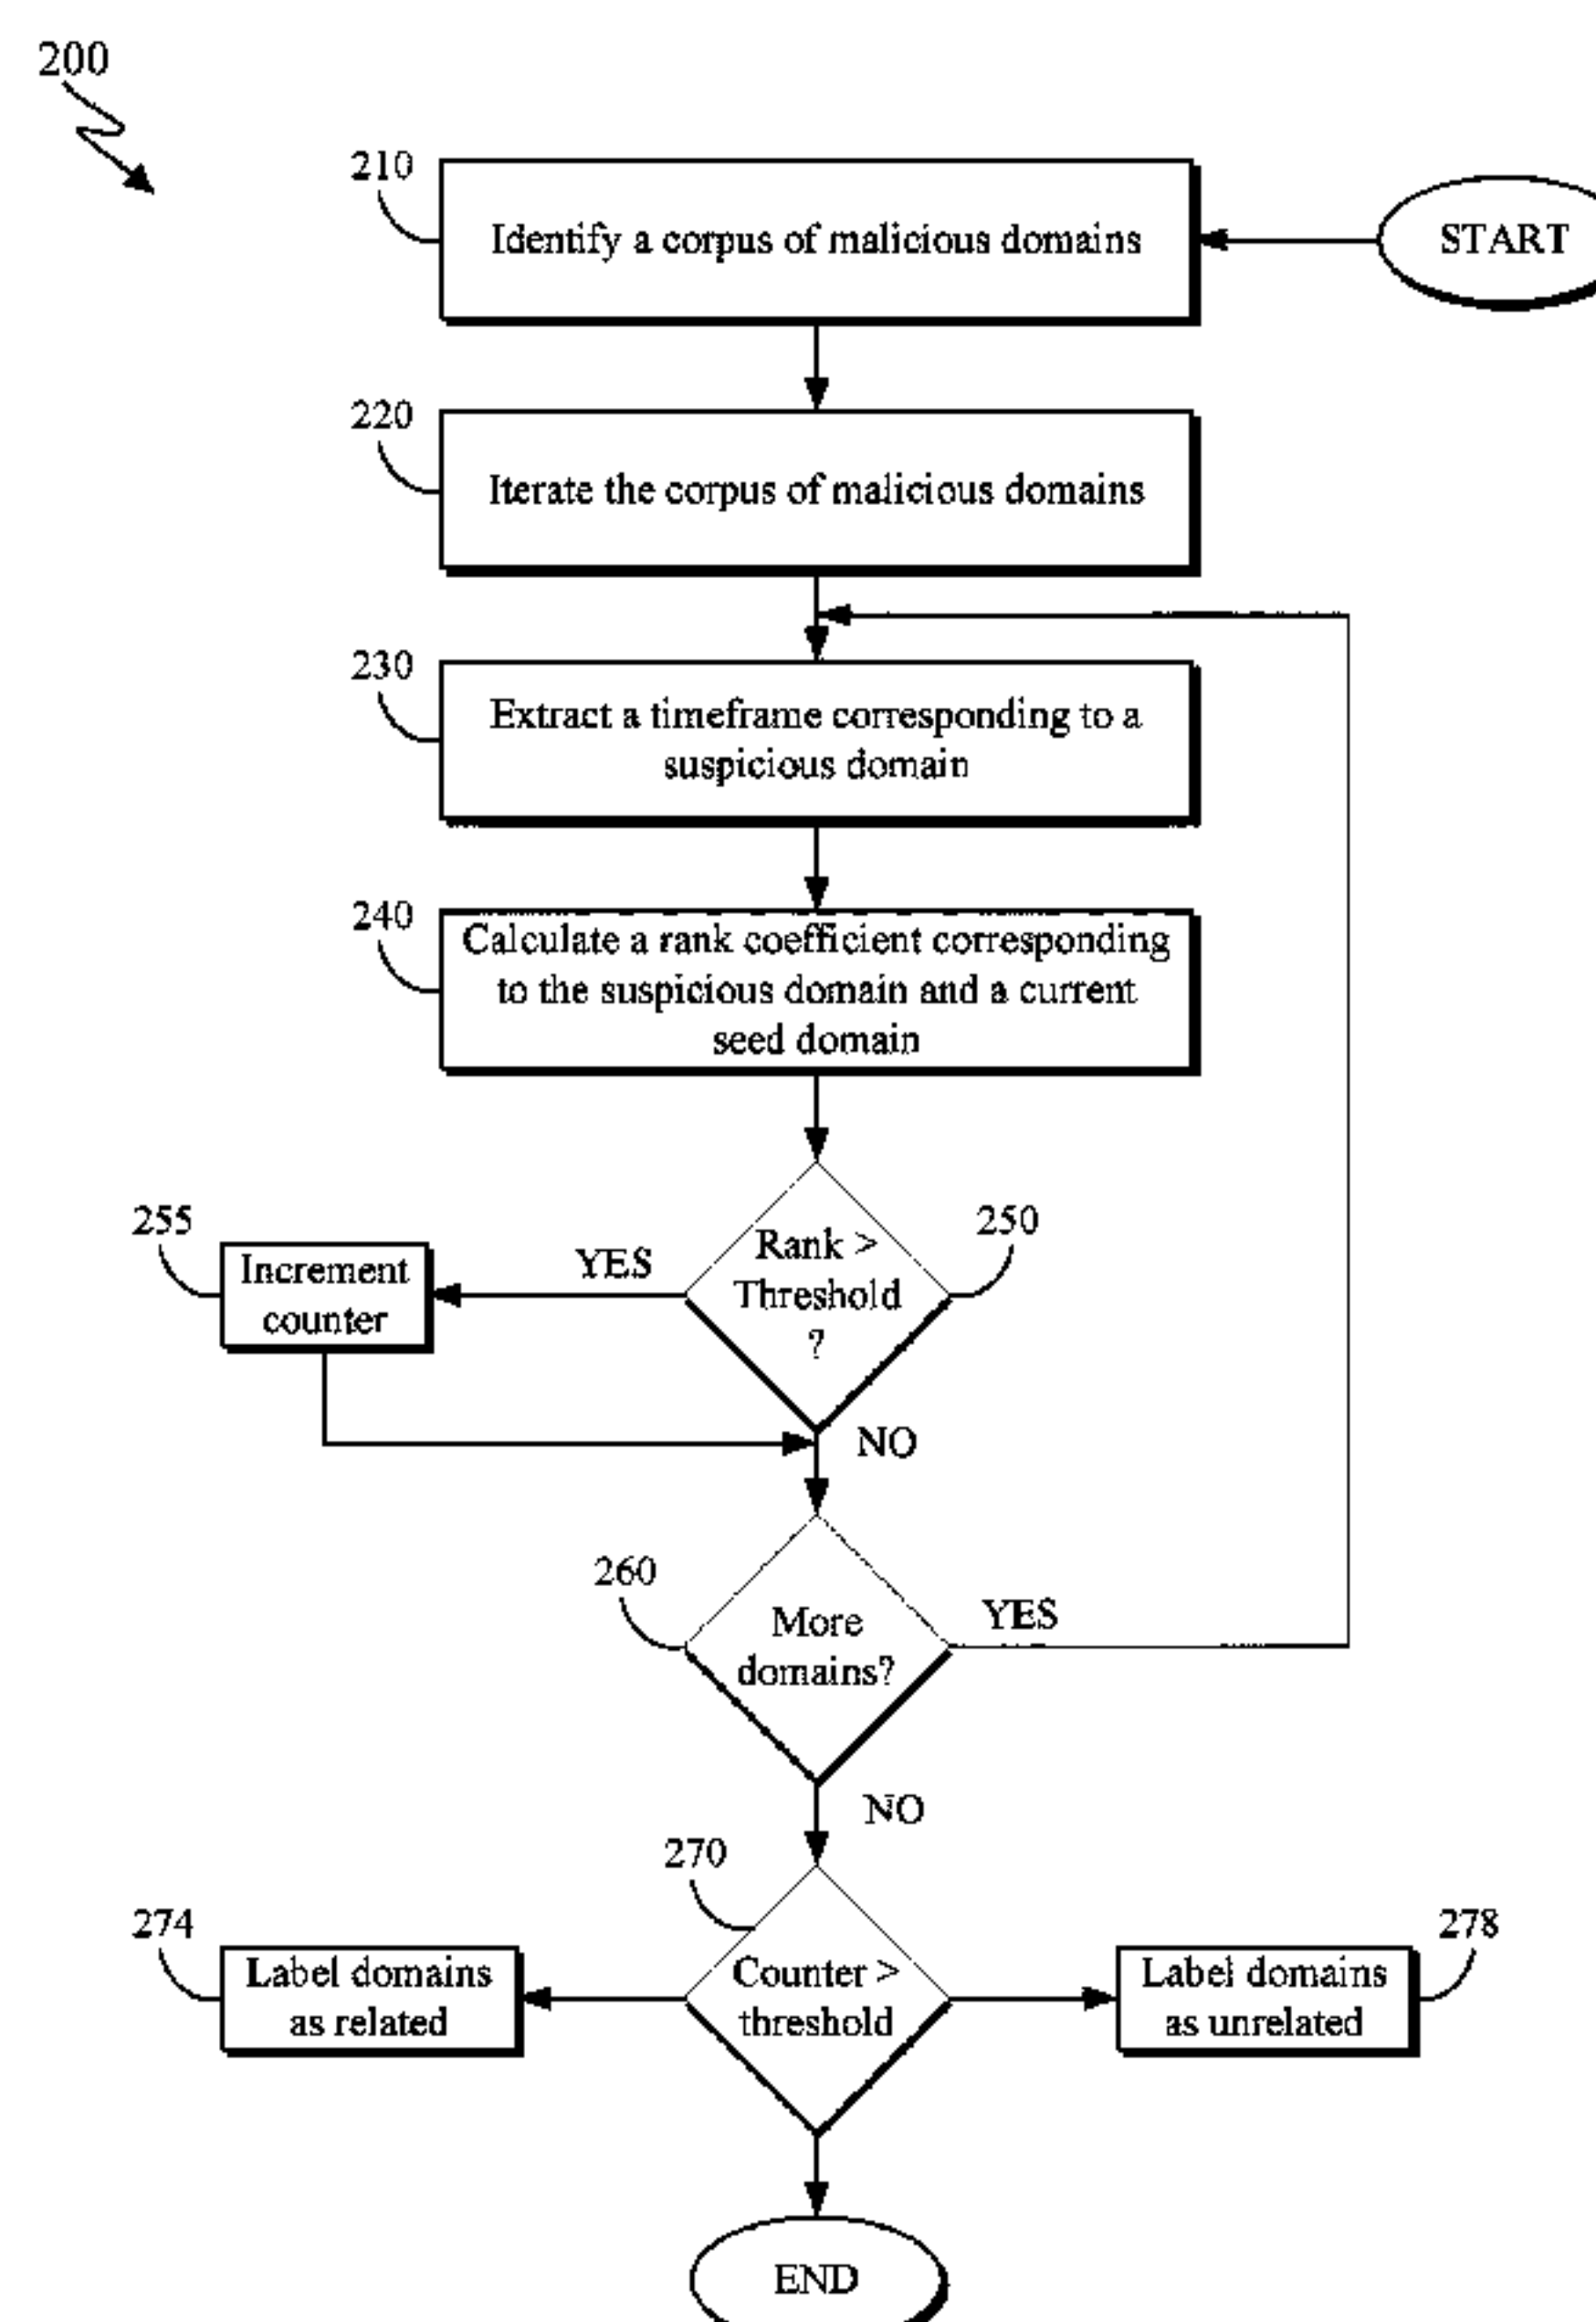 200
210
Identify a corpus of malicious domains
START
220
Iterate the corpus of malicious domains
230
Extract a timeframe corresponding to a
suspicious domain
240
Calculate a rank coefficient corresponding
to the suspicious domain and a current
seed domain
255
Increment
counter
YES
Rank >
Threshold
?
250
NO
260
More
domains?
YES
NO
270
274
Label domains
as related
Counter >
threshold
278
Label domains
as unrelated
END